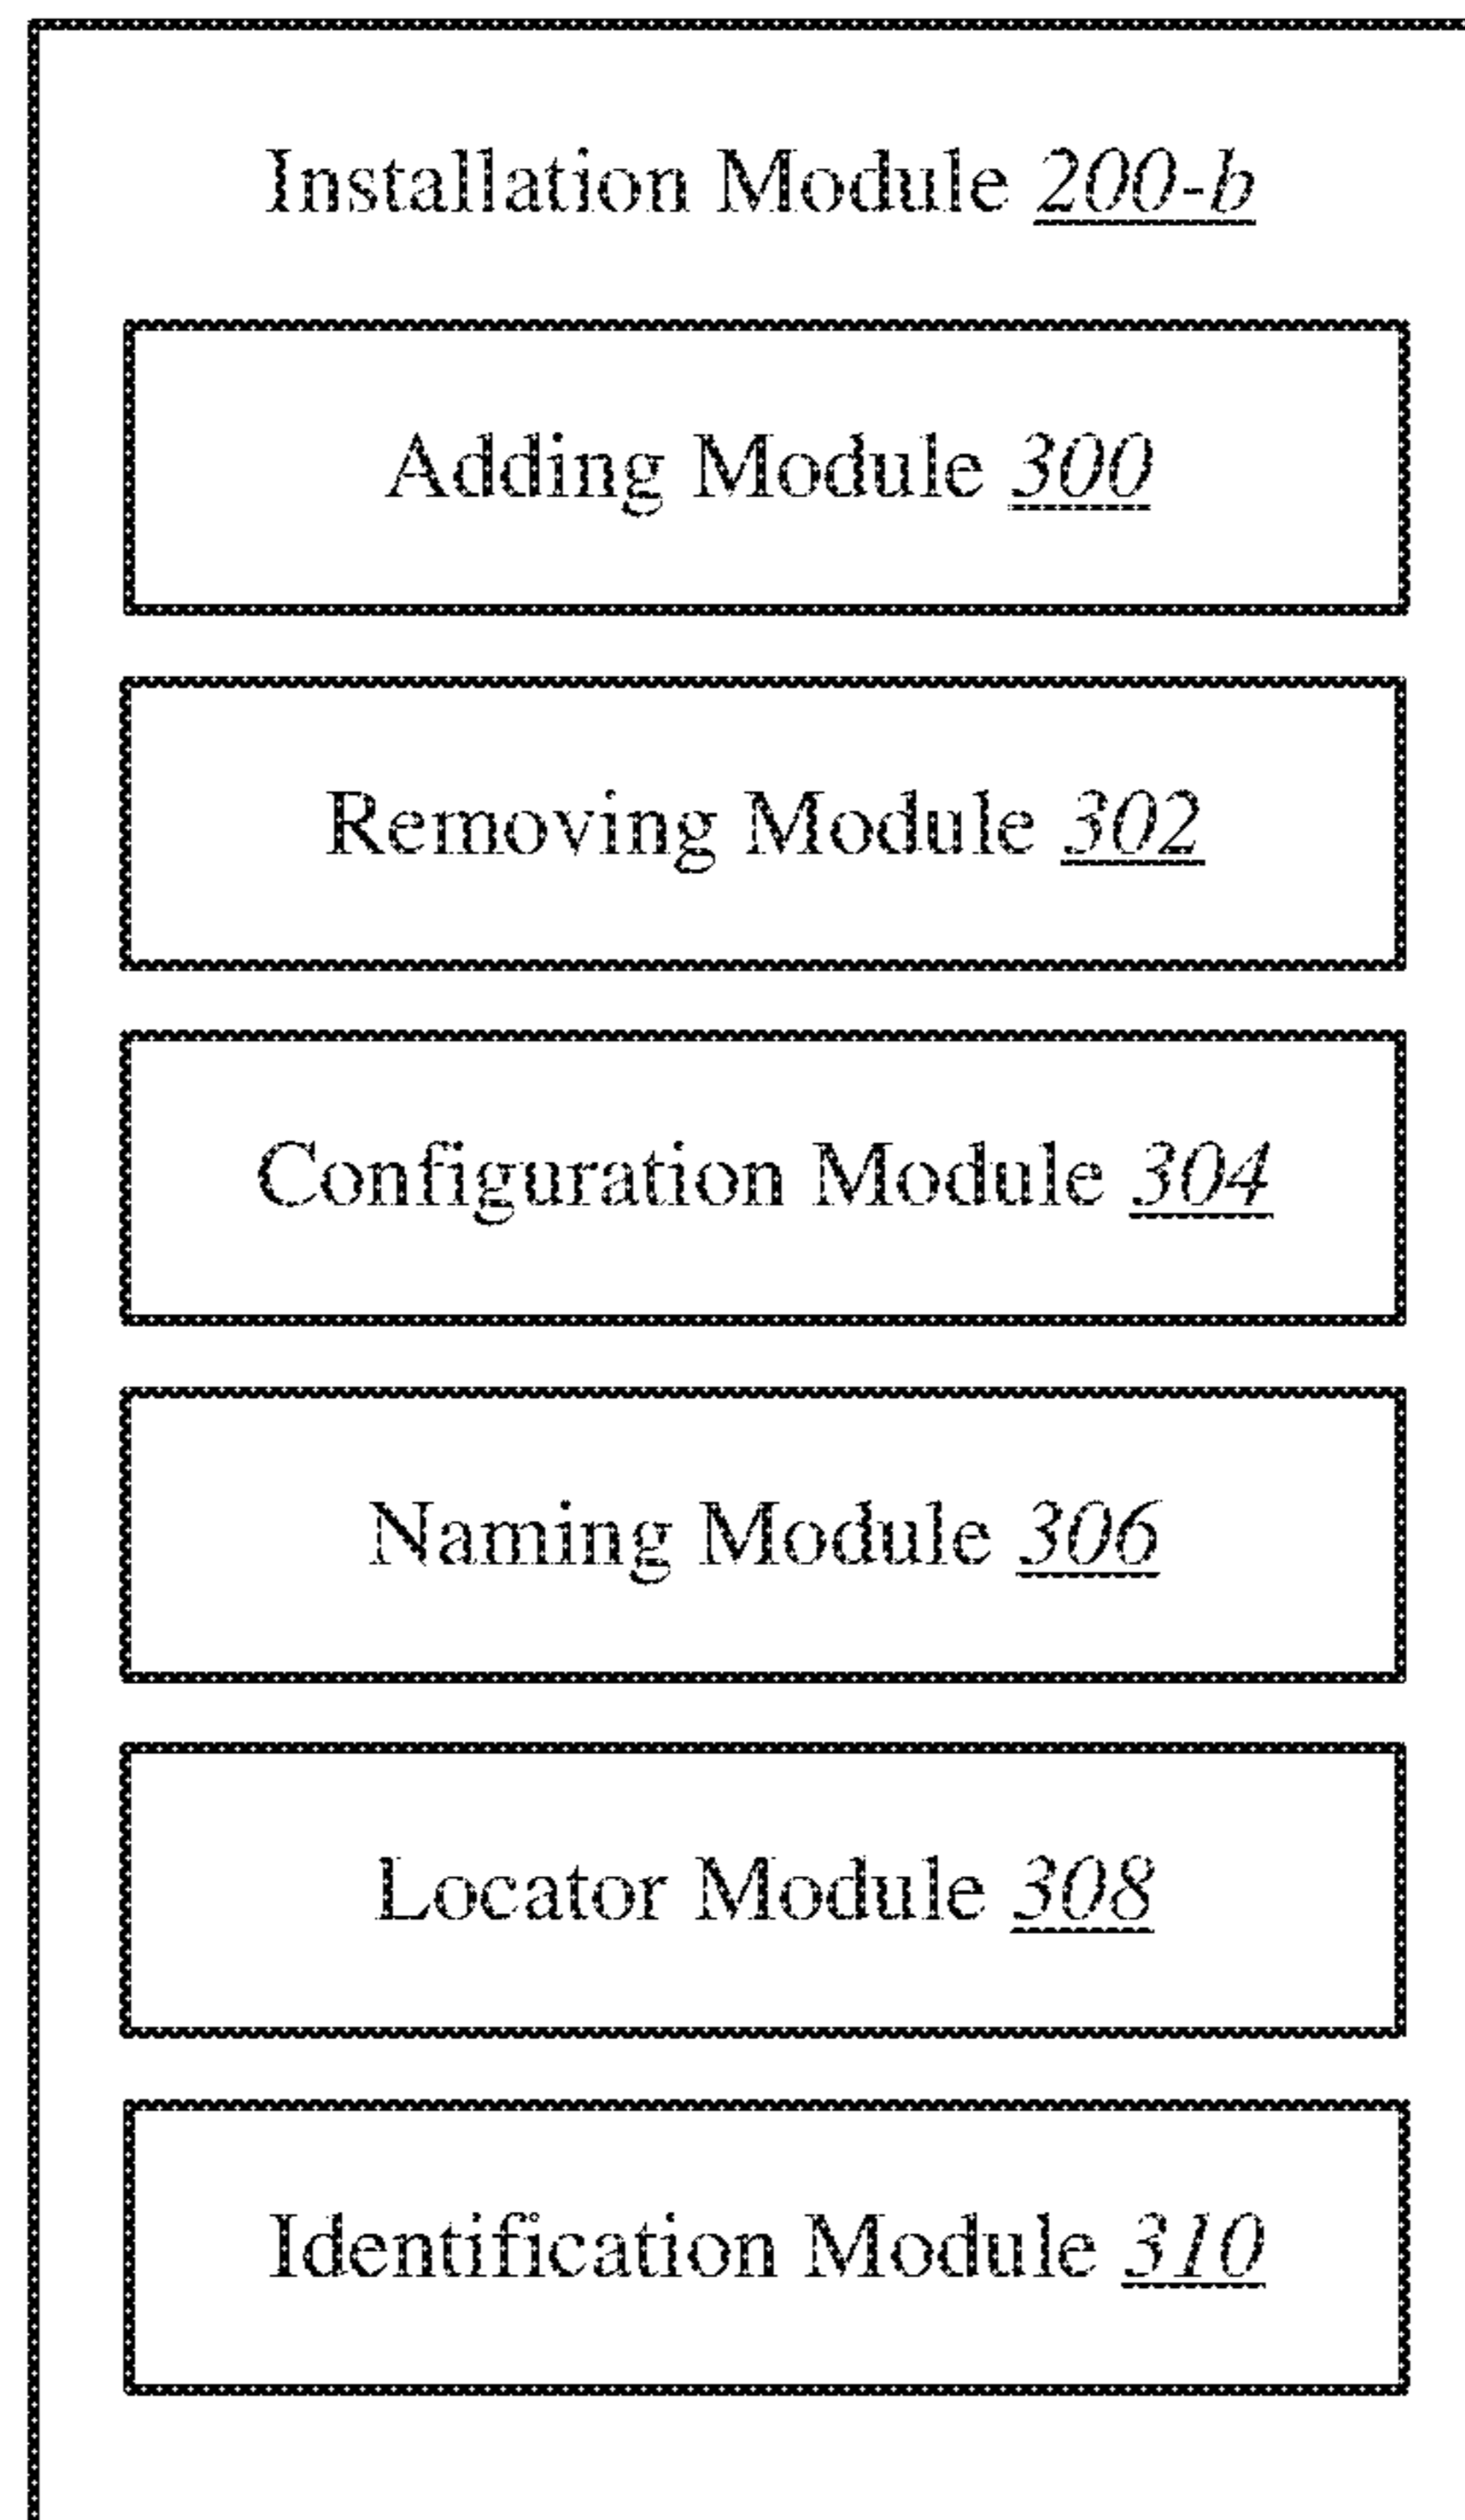 Installation Module 200-b
Adding Module 300
Removing Module 302
Configuration Module 304
Naming Module 306
Locator Module 308
Identification Module 310